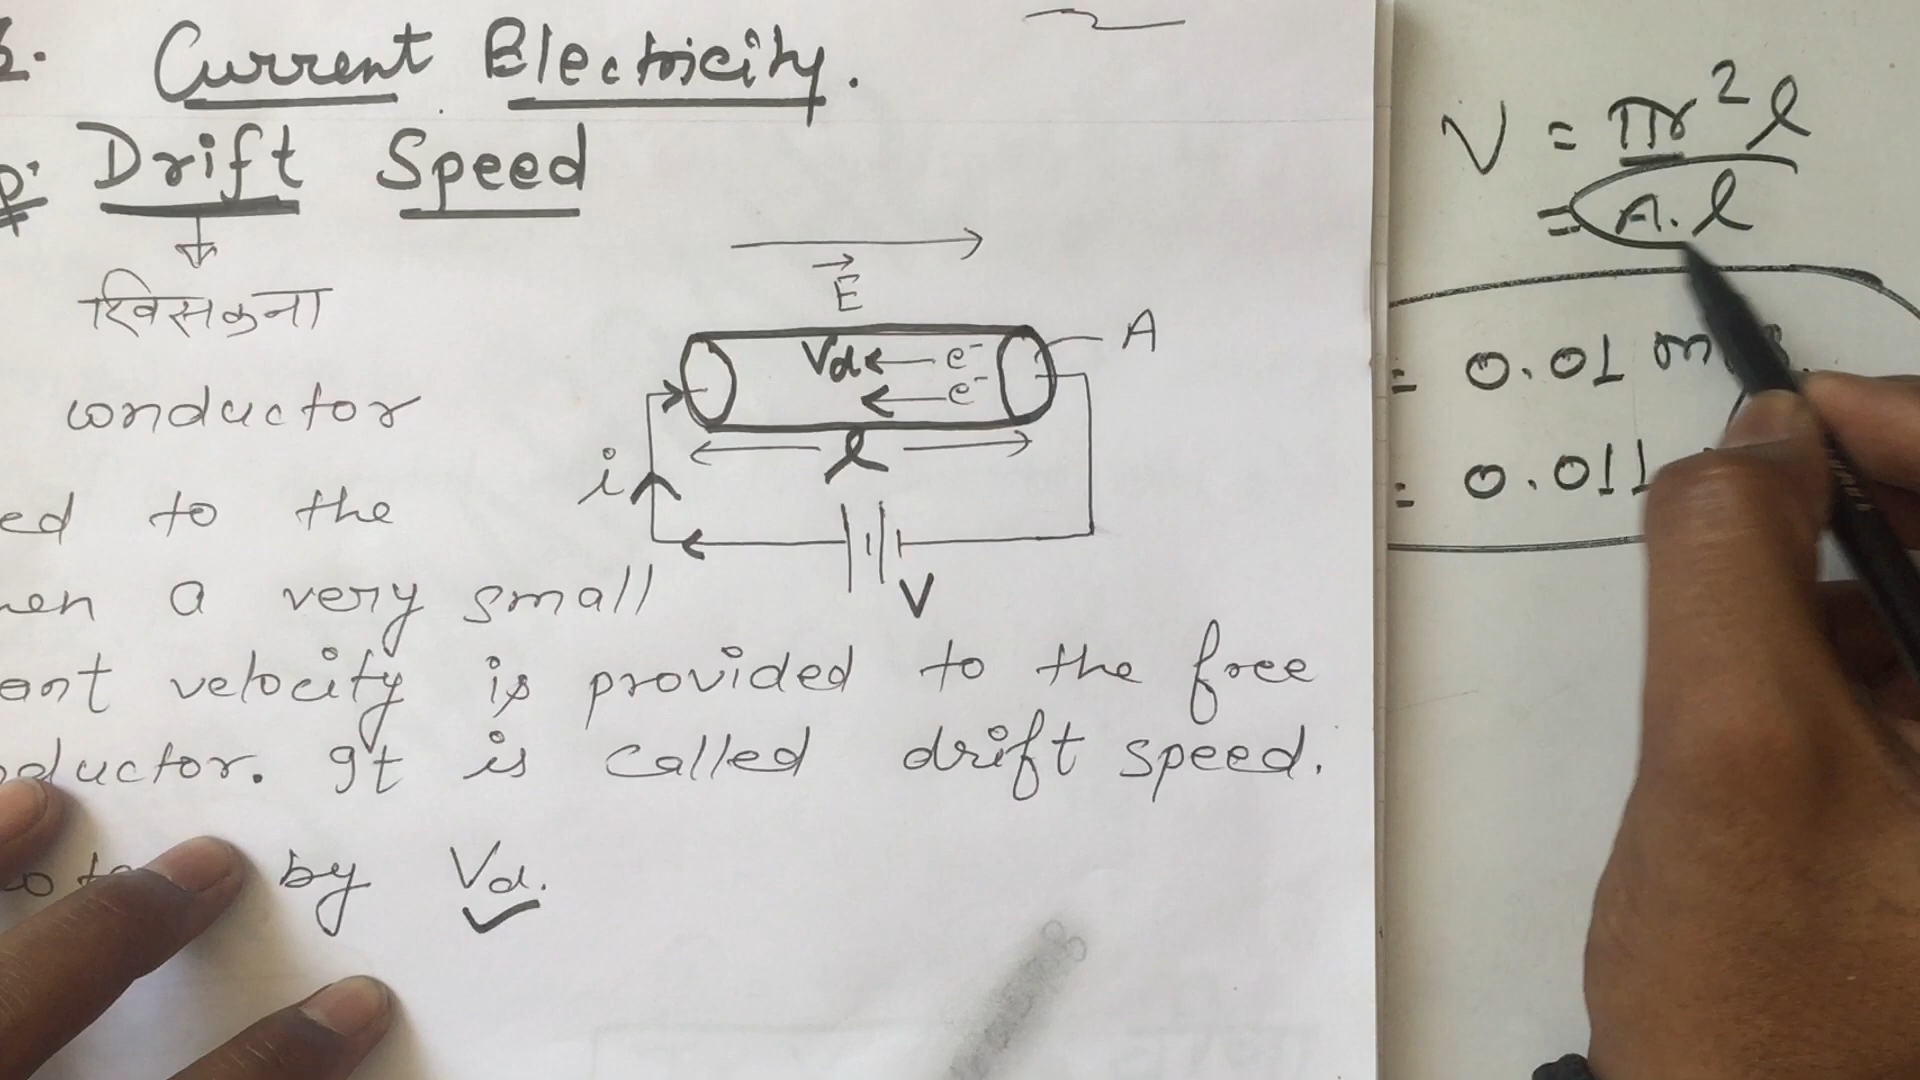 Current Electricity.
Drift Speed
खिसकना
conductor
ed to the
a very small
velocity is provided to the free
ductor. It is called drift speed.
by Vd.
E
Vd e-
e-
A
l
i
V
V = πr²l
= A.l
= 0.01
= 0.011